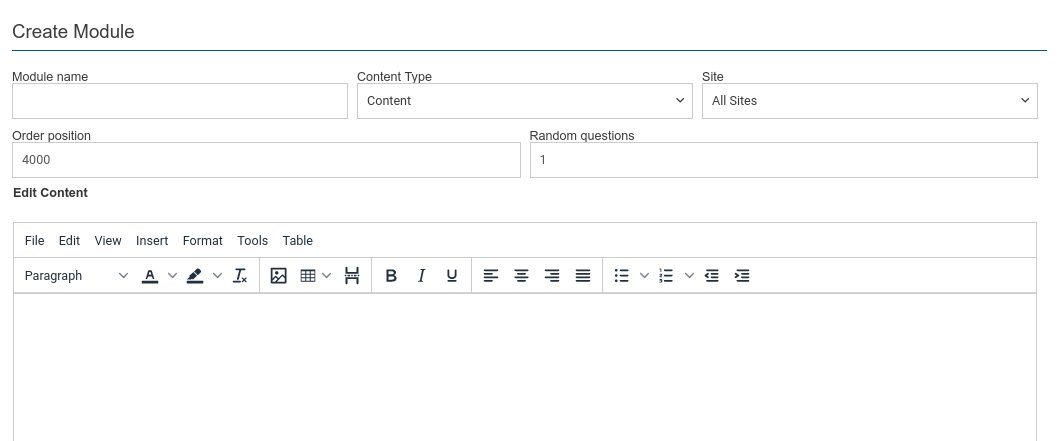 Create Module
Module name Content Type Site
Content All Sites
Order position Random questions
4000 1
Edit Content
File Edit View Insert Format Tools Table
Paragraph A B I U